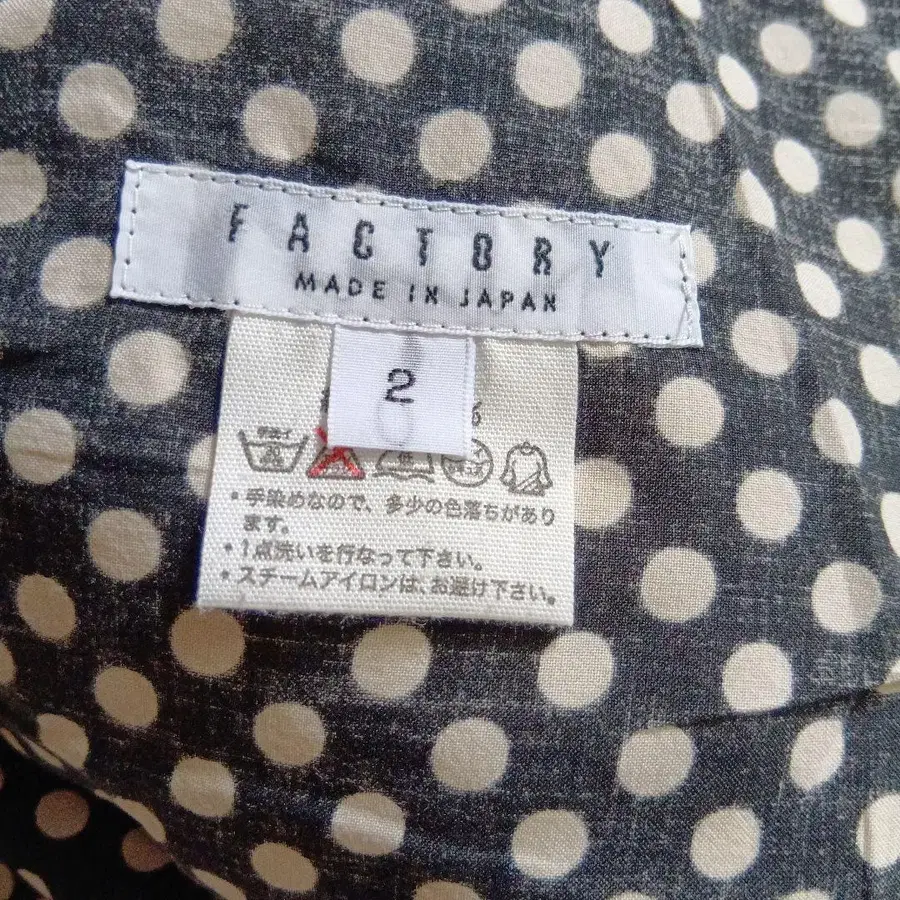 FACTORY
MADE IN JAPAN
2
・手染めなので、多少の色落ちがあり
ます。
・1点洗いを行なって下さい。
・スチームアイロンは、お避け下さい。